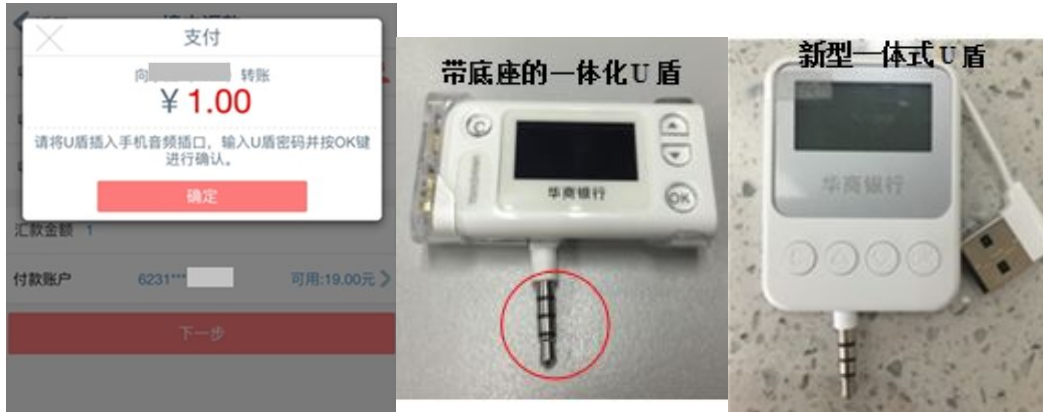 支付
向 转账
¥ 1.00
请将U盾插入手机音频插口，输入U盾密码并按OK键
进行确认。
确定
汇款金额 1
付款账户 6231*** 可用:19.00元
下一步
带底座的一体化U盾
C
华商银行
OK
新型一体式U盾
华商银行